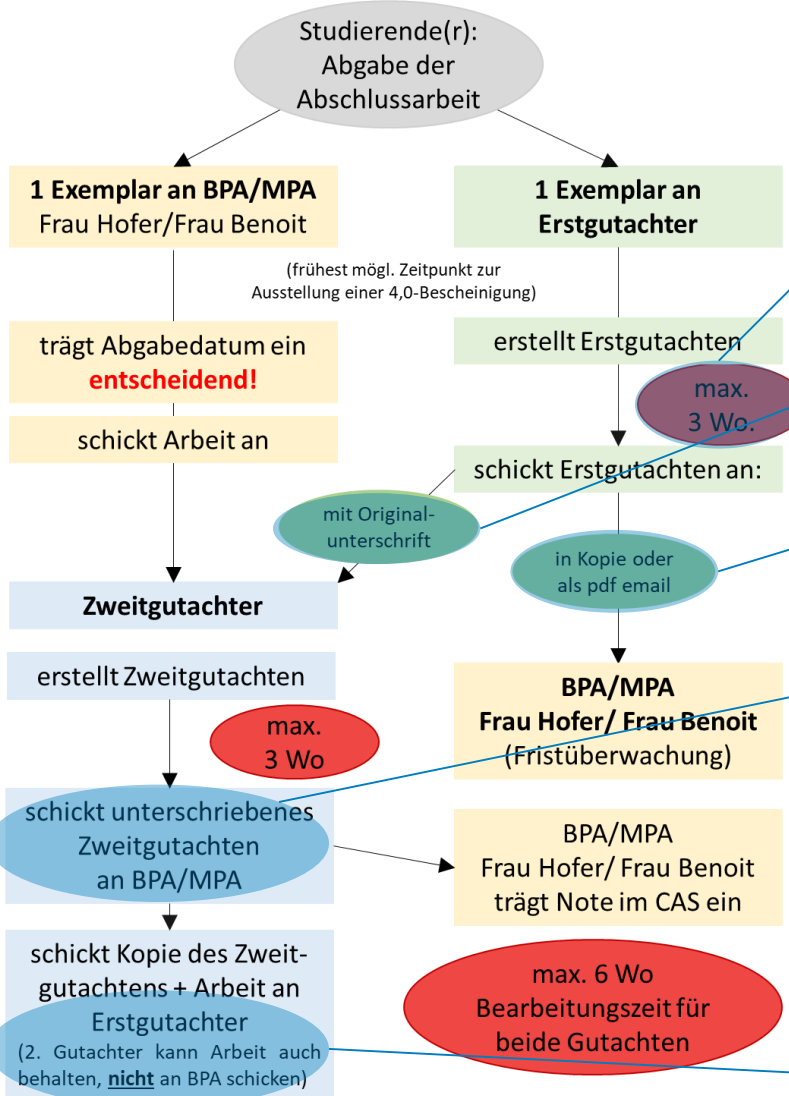 Studierende(r):
Abgabe der
Abschlussarbeit
1 Exemplar an BPA/MPA
Frau Hofer/Frau Benoit
1 Exemplar an
Erstgutachter
(frühest mögl. Zeitpunkt zur
Ausstellung einer 4,0-Bescheinigung)
trägt Abgabedatum ein
entscheidend!
erstellt Erstgutachten
max.
3 Wo.
schickt Arbeit an
schickt Erstgutachten an:
mit Original-
unterschrift
in Kopie oder
als pdf email
Zweitgutachter
erstellt Zweitgutachten
max.
3 Wo
BPA/MPA
Frau Hofer/ Frau Benoit
(Fristüberwachung)
schickt unterschriebenes
Zweitgutachten
an BPA/MPA
BPA/MPA
Frau Hofer/ Frau Benoit
trägt Note im CAS ein
schickt Kopie des Zweit-
gutachtens + Arbeit an
Erstgutachter
(2. Gutachter kann Arbeit auch
behalten, nicht an BPA schicken)
max. 6 Wo
Bearbeitungszeit für
beide Gutachten